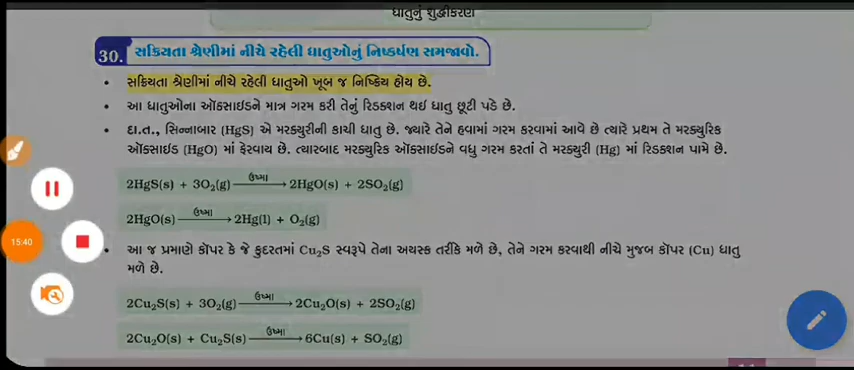 ધાતુનું શુદ્ધીકરણ
30. સક્રિયતા શ્રેણીમાં નીચે રહેલી ધાતુઓનું નિષ્કર્ષણ સમજાવો.
• સક્રિયતા શ્રેણીમાં નીચે રહેલી ધાતુઓ ખૂબ જ નિષ્ક્રિય હોય છે.
• આ ધાતુઓના ઑક્સાઇડને માત્ર ગરમ કરી તેનું રિડક્શન થઈ ધાતુ છૂટી પડે છે.
• દા.ત., સિન્નાબાર (HgS) એ મરક્યુરીની કાચી ધાતુ છે. જ્યારે તેને હવામાં ગરમ કરવામાં આવે છે ત્યારે પ્રથમ તે મરક્યુરિક
ઑક્સાઇડ (HgO) માં ફેરવાય છે. ત્યારબાદ મરક્યુરિક ઑક્સાઇડને વધુ ગરમ કરતાં તે મરક્યુરી (Hg) માં રિડક્શન પામે છે.
2HgS(s) + 3O₂(g) —ઉષ્મા→ 2HgO(s) + 2SO₂(g)
2HgO(s) —ઉષ્મા→ 2Hg(l) + O₂(g)
15:40
• આ જ પ્રમાણે કૉપર કે જે કુદરતમાં Cu₂S સ્વરૂપે તેના અયસ્ક તરીકે મળે છે, તેને ગરમ કરવાથી નીચે મુજબ કૉપર (Cu) ધાતુ
મળે છે.
2Cu₂S(s) + 3O₂(g) —ઉષ્મા→ 2Cu₂O(s) + 2SO₂(g)
2Cu₂O(s) + Cu₂S(s) —ઉષ્મા→ 6Cu(s) + SO₂(g)